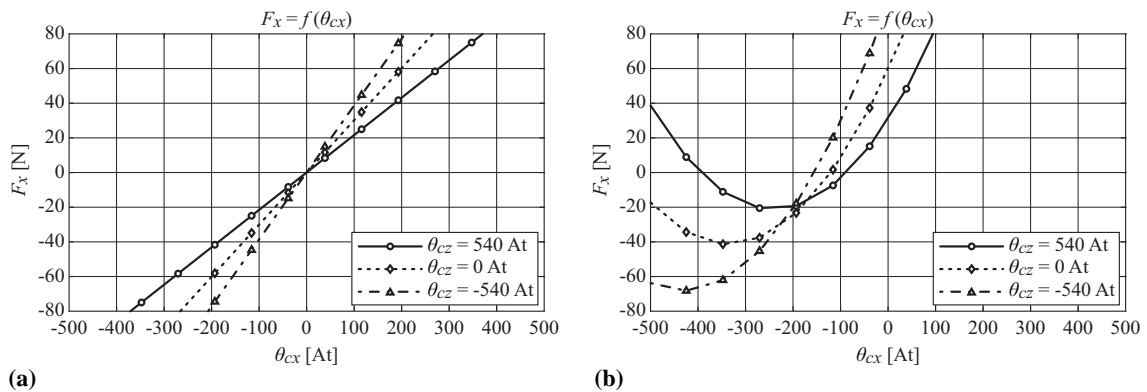 F_x = f(θ_cx)
80
60
40
20
0
-20
-40
-60
-80
F_x [N]
θ_cz = 540 At
θ_cz = 0 At
θ_cz = -540 At
-500 -400 -300 -200 -100 0 100 200 300 400 500
θ_cx [At]
(a)
F_x = f(θ_cx)
80
60
40
20
0
-20
-40
-60
-80
F_x [N]
θ_cz = 540 At
θ_cz = 0 At
θ_cz = -540 At
-500 -400 -300 -200 -100 0 100 200 300 400 500
θ_cx [At]
(b)